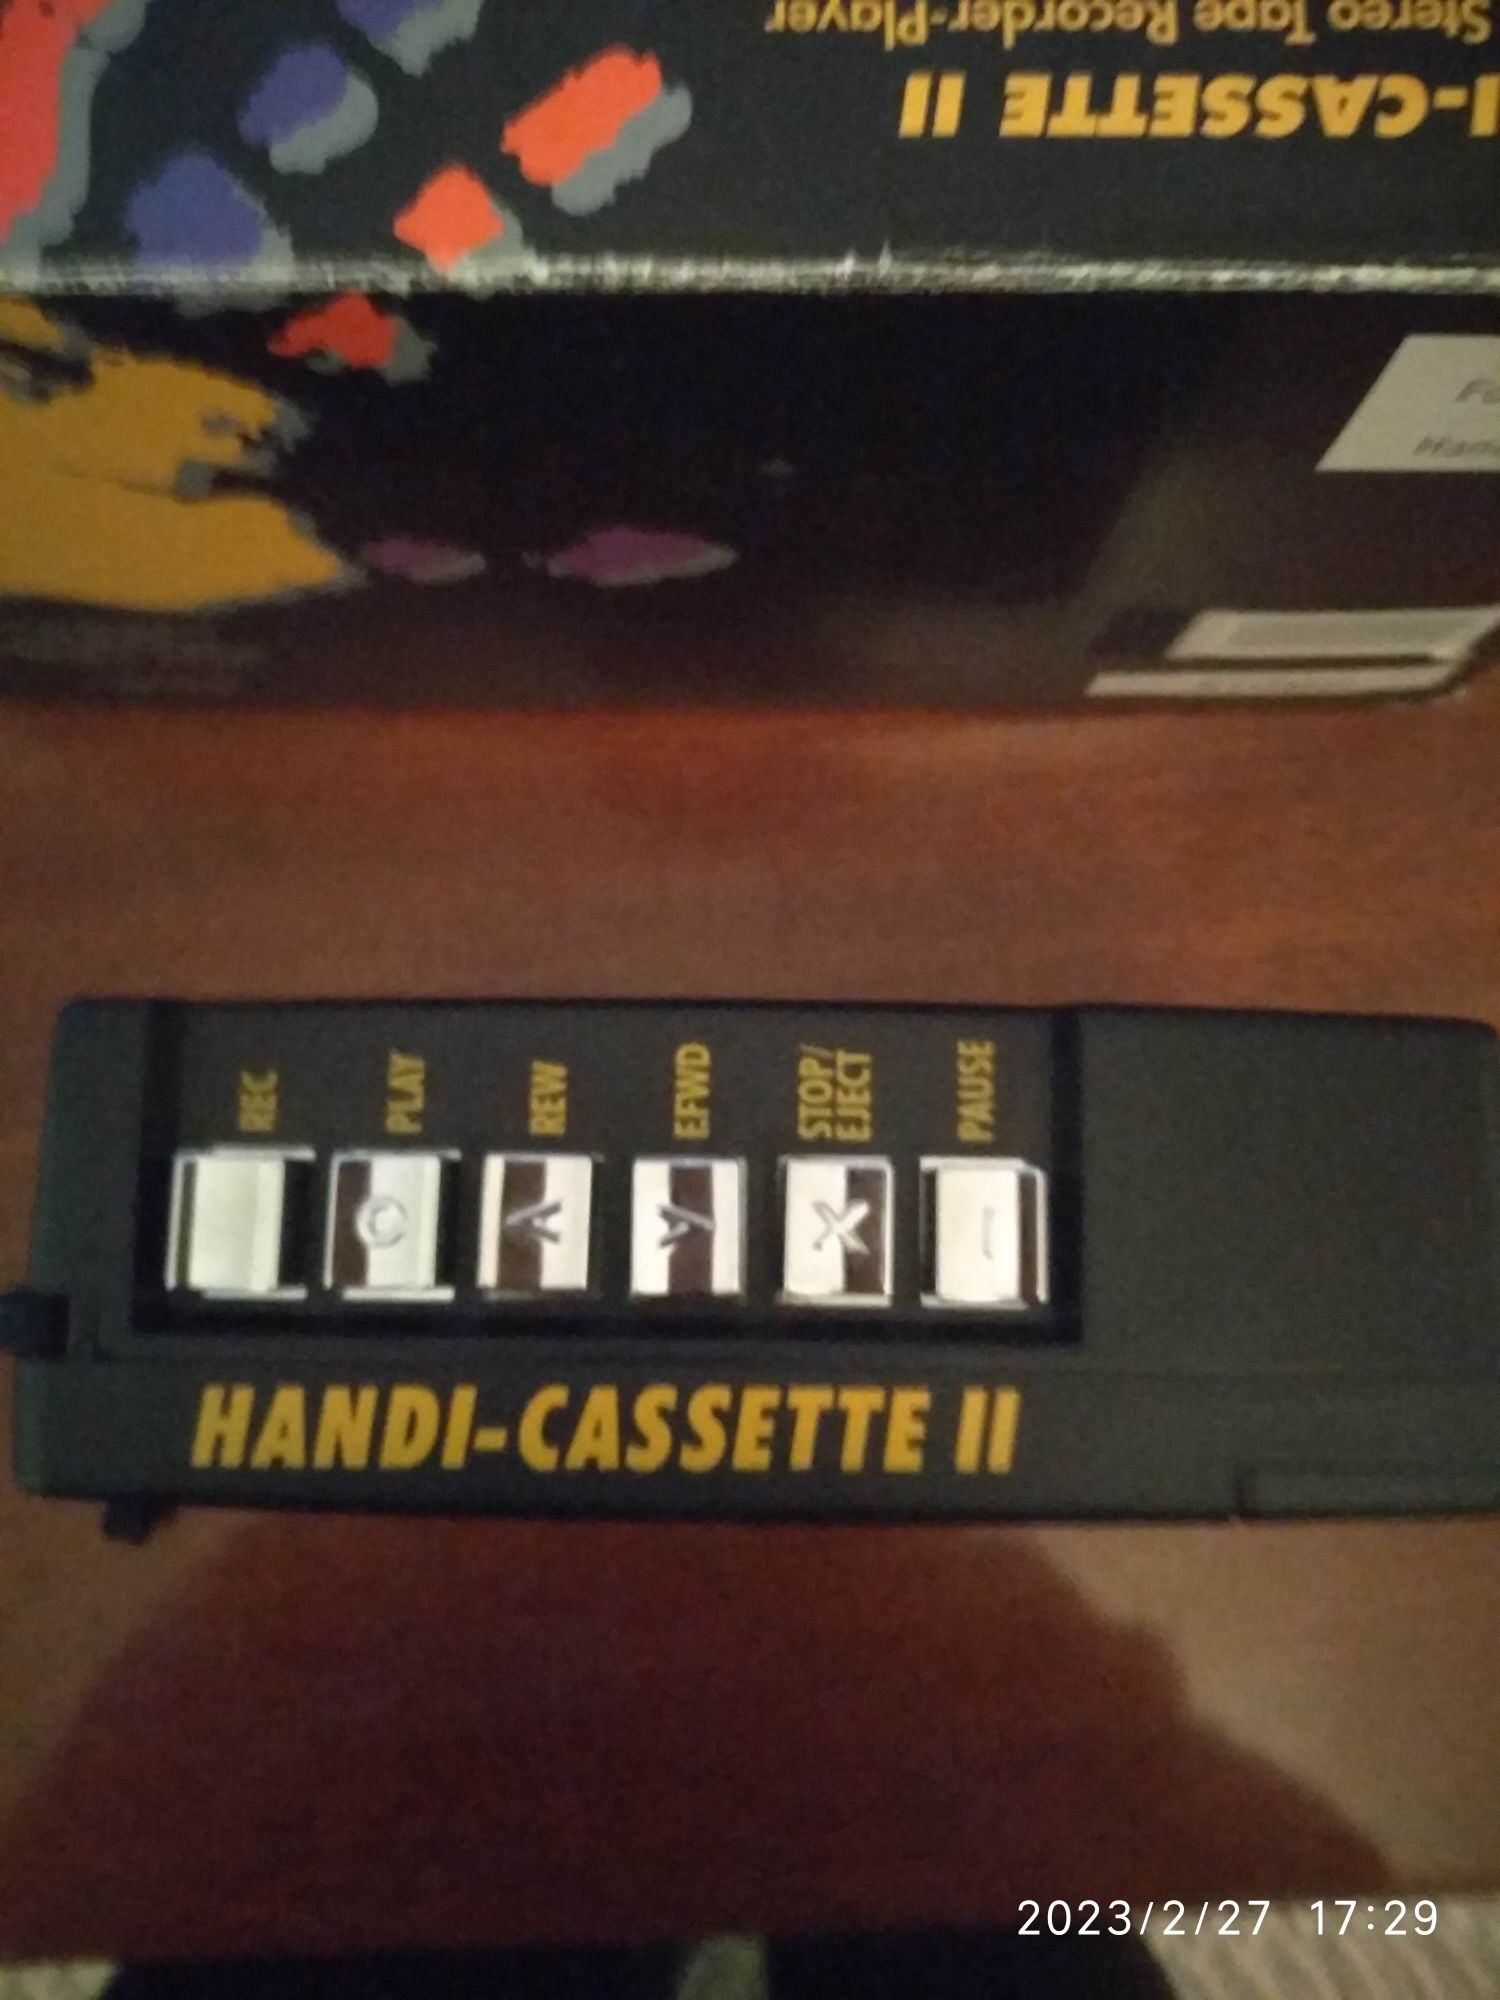 Stereo Tape Recorder-Player
I-CASSETTE II
REC
PLAY
REW
F.FWD
STOP/
EJECT
PAUSE
HANDI-CASSETTE II
2023/2/27 17:29